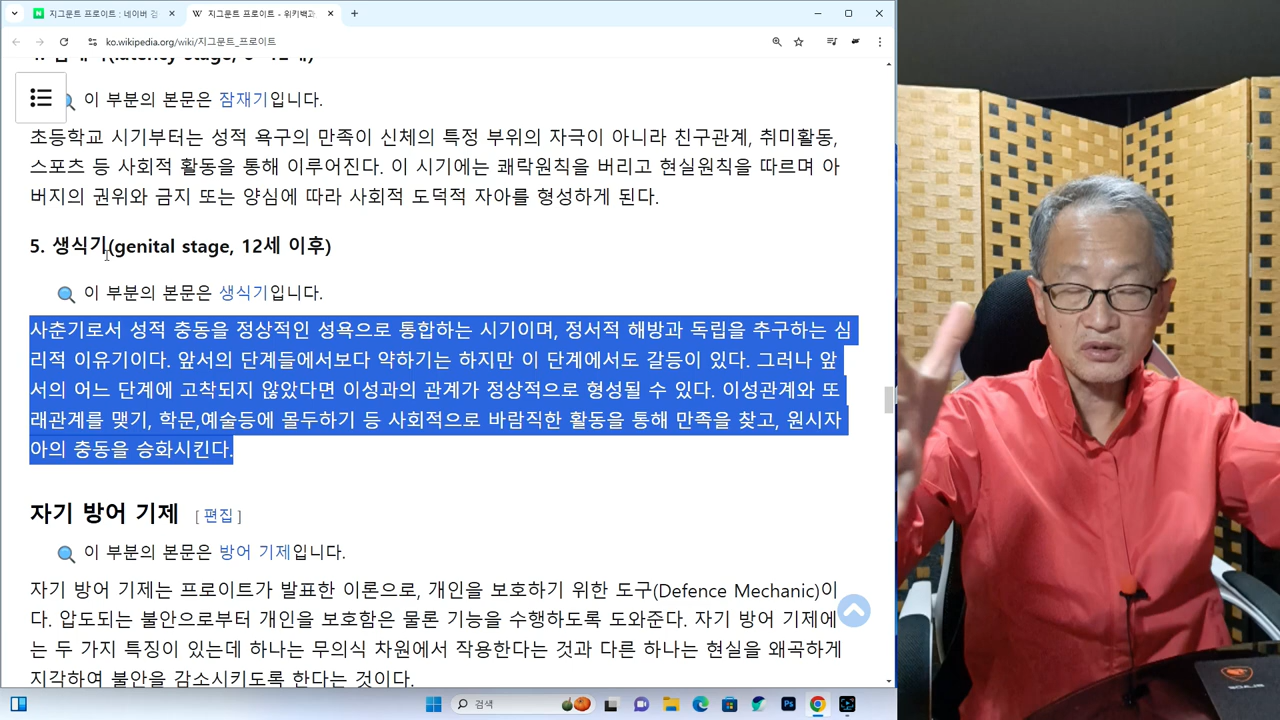 지그문트 프로이트 : 네이버 검
지그문트 프로이트 - 위키백과,
ko.wikipedia.org/wiki/지그문트_프로이트
(latency stage,
이 부분의 본문은 잠재기입니다.
초등학교 시기부터는 성적 욕구의 만족이 신체의 특정 부위의 자극이 아니라 친구관계, 취미활동,
스포츠 등 사회적 활동을 통해 이루어진다. 이 시기에는 쾌락원칙을 버리고 현실원칙을 따르며 아
버지의 권위와 금지 또는 양심에 따라 사회적 도덕적 자아를 형성하게 된다.
5. 생식기(genital stage, 12세 이후)
이 부분의 본문은 생식기입니다.
사춘기로서 성적 충동을 정상적인 성욕으로 통합하는 시기이며, 정서적 해방과 독립을 추구하는 심
리적 이유기이다. 앞서의 단계들에서보다 약하기는 하지만 이 단계에서도 갈등이 있다. 그러나 앞
서의 어느 단계에 고착되지 않았다면 이성과의 관계가 정상적으로 형성될 수 있다. 이성관계와 또
래관계를 맺기, 학문,예술등에 몰두하기 등 사회적으로 바람직한 활동을 통해 만족을 찾고, 원시자
아의 충동을 승화시킨다.
자기 방어 기제 [ 편집 ]
이 부분의 본문은 방어 기제입니다.
자기 방어 기제는 프로이트가 발표한 이론으로, 개인을 보호하기 위한 도구(Defence Mechanic)이
다. 압도되는 불안으로부터 개인을 보호함은 물론 기능을 수행하도록 도와준다. 자기 방어 기제에
는 두 가지 특징이 있는데 하나는 무의식 차원에서 작용한다는 것과 다른 하나는 현실을 왜곡하게
지각하여 불안을 감소시키도록 한다는 것이다.
검색